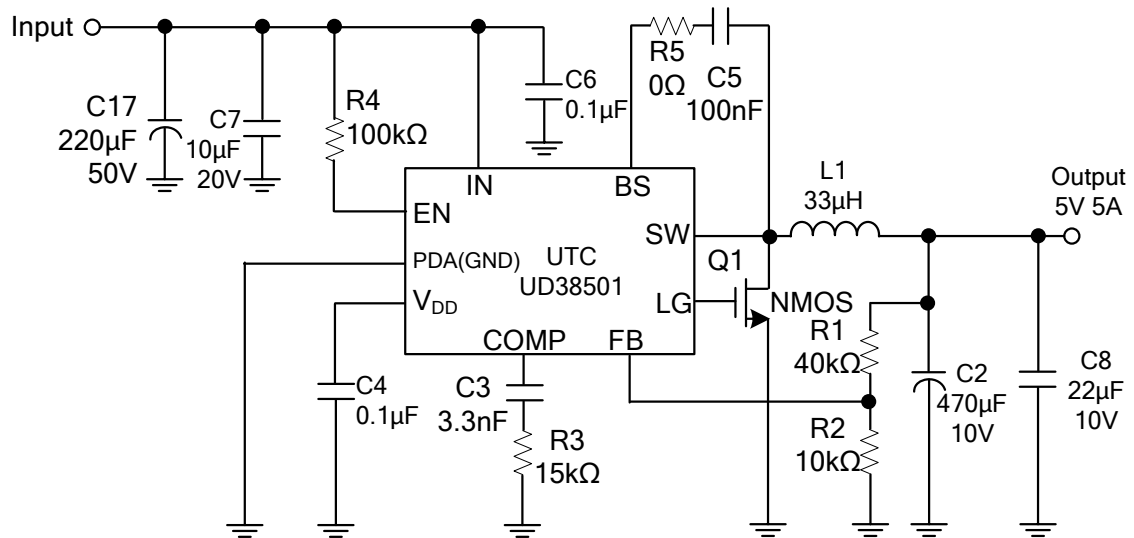 Input
C17
220µF
50V
C7
10µF
20V
R4
100kΩ
C6
0.1µF
R5
0Ω
C5
100nF
IN
BS
EN
PDA(GND)
VDD
UTC
UD38501
SW
LG
COMP
FB
Q1
NMOS
L1
33µH
Output
5V 5A
C4
0.1µF
C3
3.3nF
R3
15kΩ
R1
40kΩ
R2
10kΩ
C2
470µF
10V
C8
22µF
10V